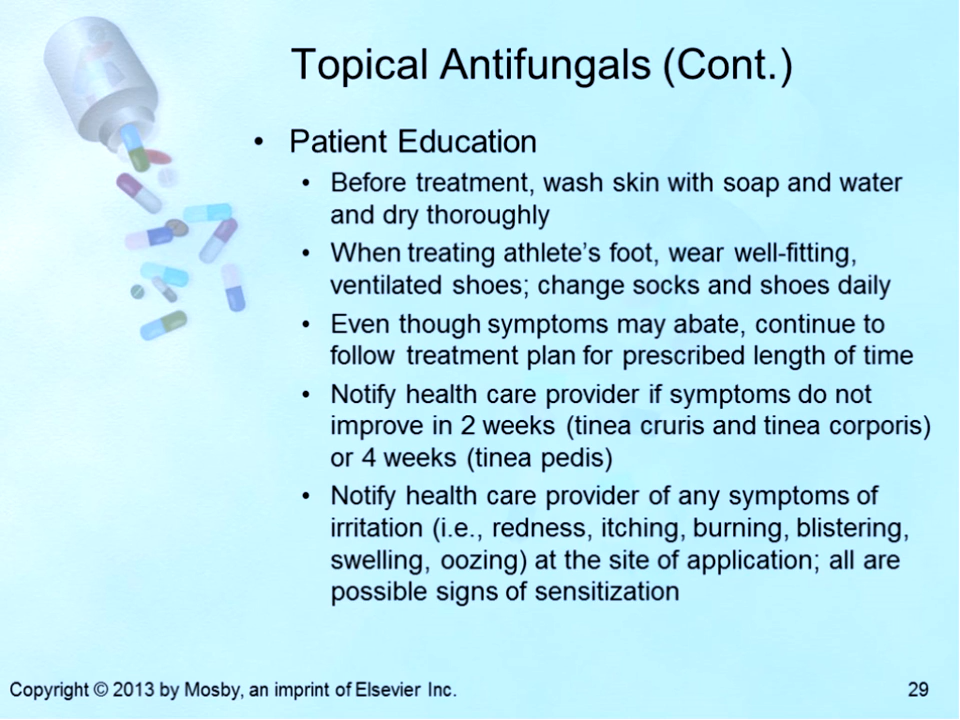 Topical Antifungals (Cont.)
• Patient Education
• Before treatment, wash skin with soap and water
and dry thoroughly
• When treating athlete’s foot, wear well-fitting,
ventilated shoes; change socks and shoes daily
• Even though symptoms may abate, continue to
follow treatment plan for prescribed length of time
• Notify health care provider if symptoms do not
improve in 2 weeks (tinea cruris and tinea corporis)
or 4 weeks (tinea pedis)
• Notify health care provider of any symptoms of
irritation (i.e., redness, itching, burning, blistering,
swelling, oozing) at the site of application; all are
possible signs of sensitization
Copyright © 2013 by Mosby, an imprint of Elsevier Inc.
29